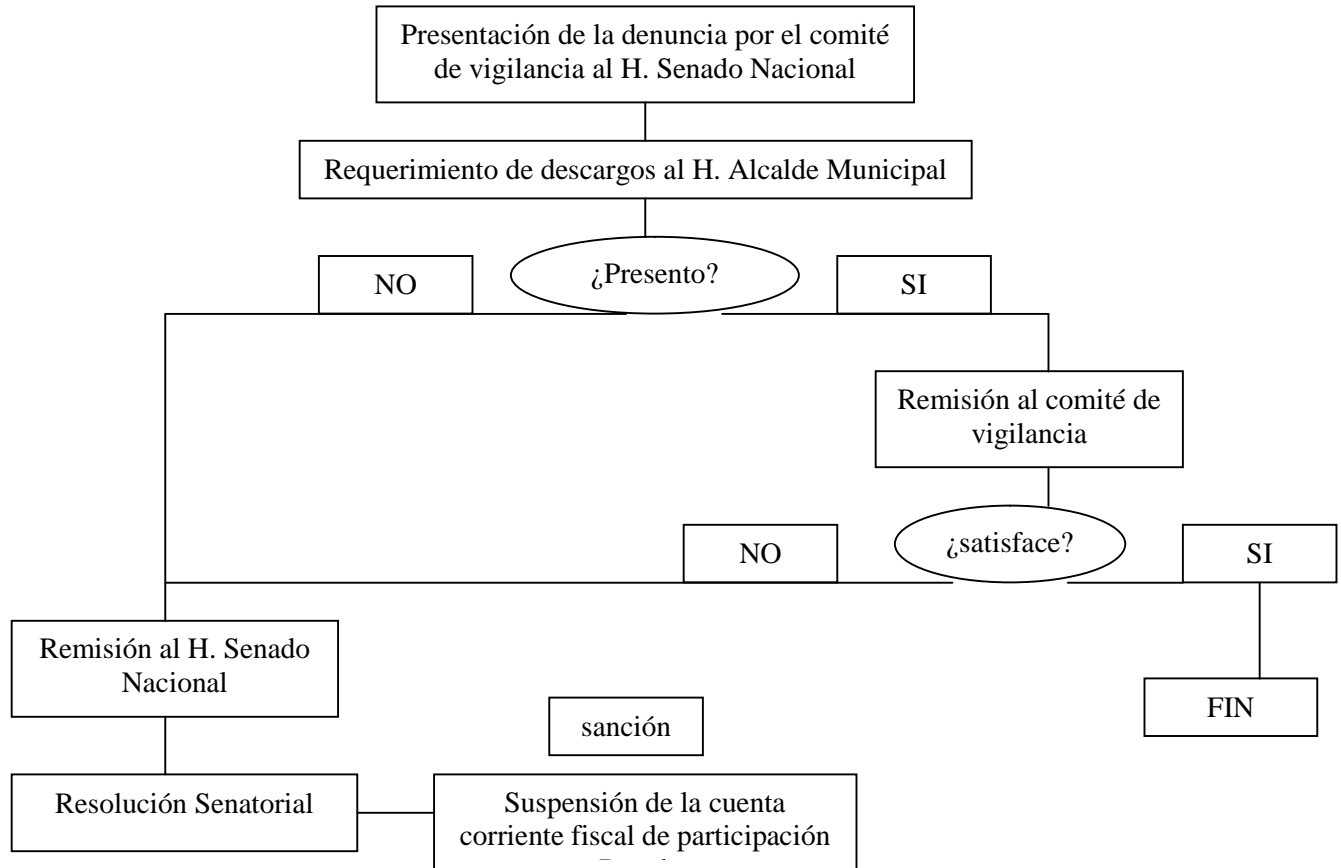 Presentación de la denuncia por el comité
de vigilancia al H. Senado Nacional
Requerimiento de descargos al H. Alcalde Municipal
NO
¿Presento?
SI
Remisión al comité de
vigilancia
NO
¿satisface?
SI
Remisión al H. Senado
Nacional
FIN
sanción
Resolución Senatorial
Suspensión de la cuenta
corriente fiscal de participación